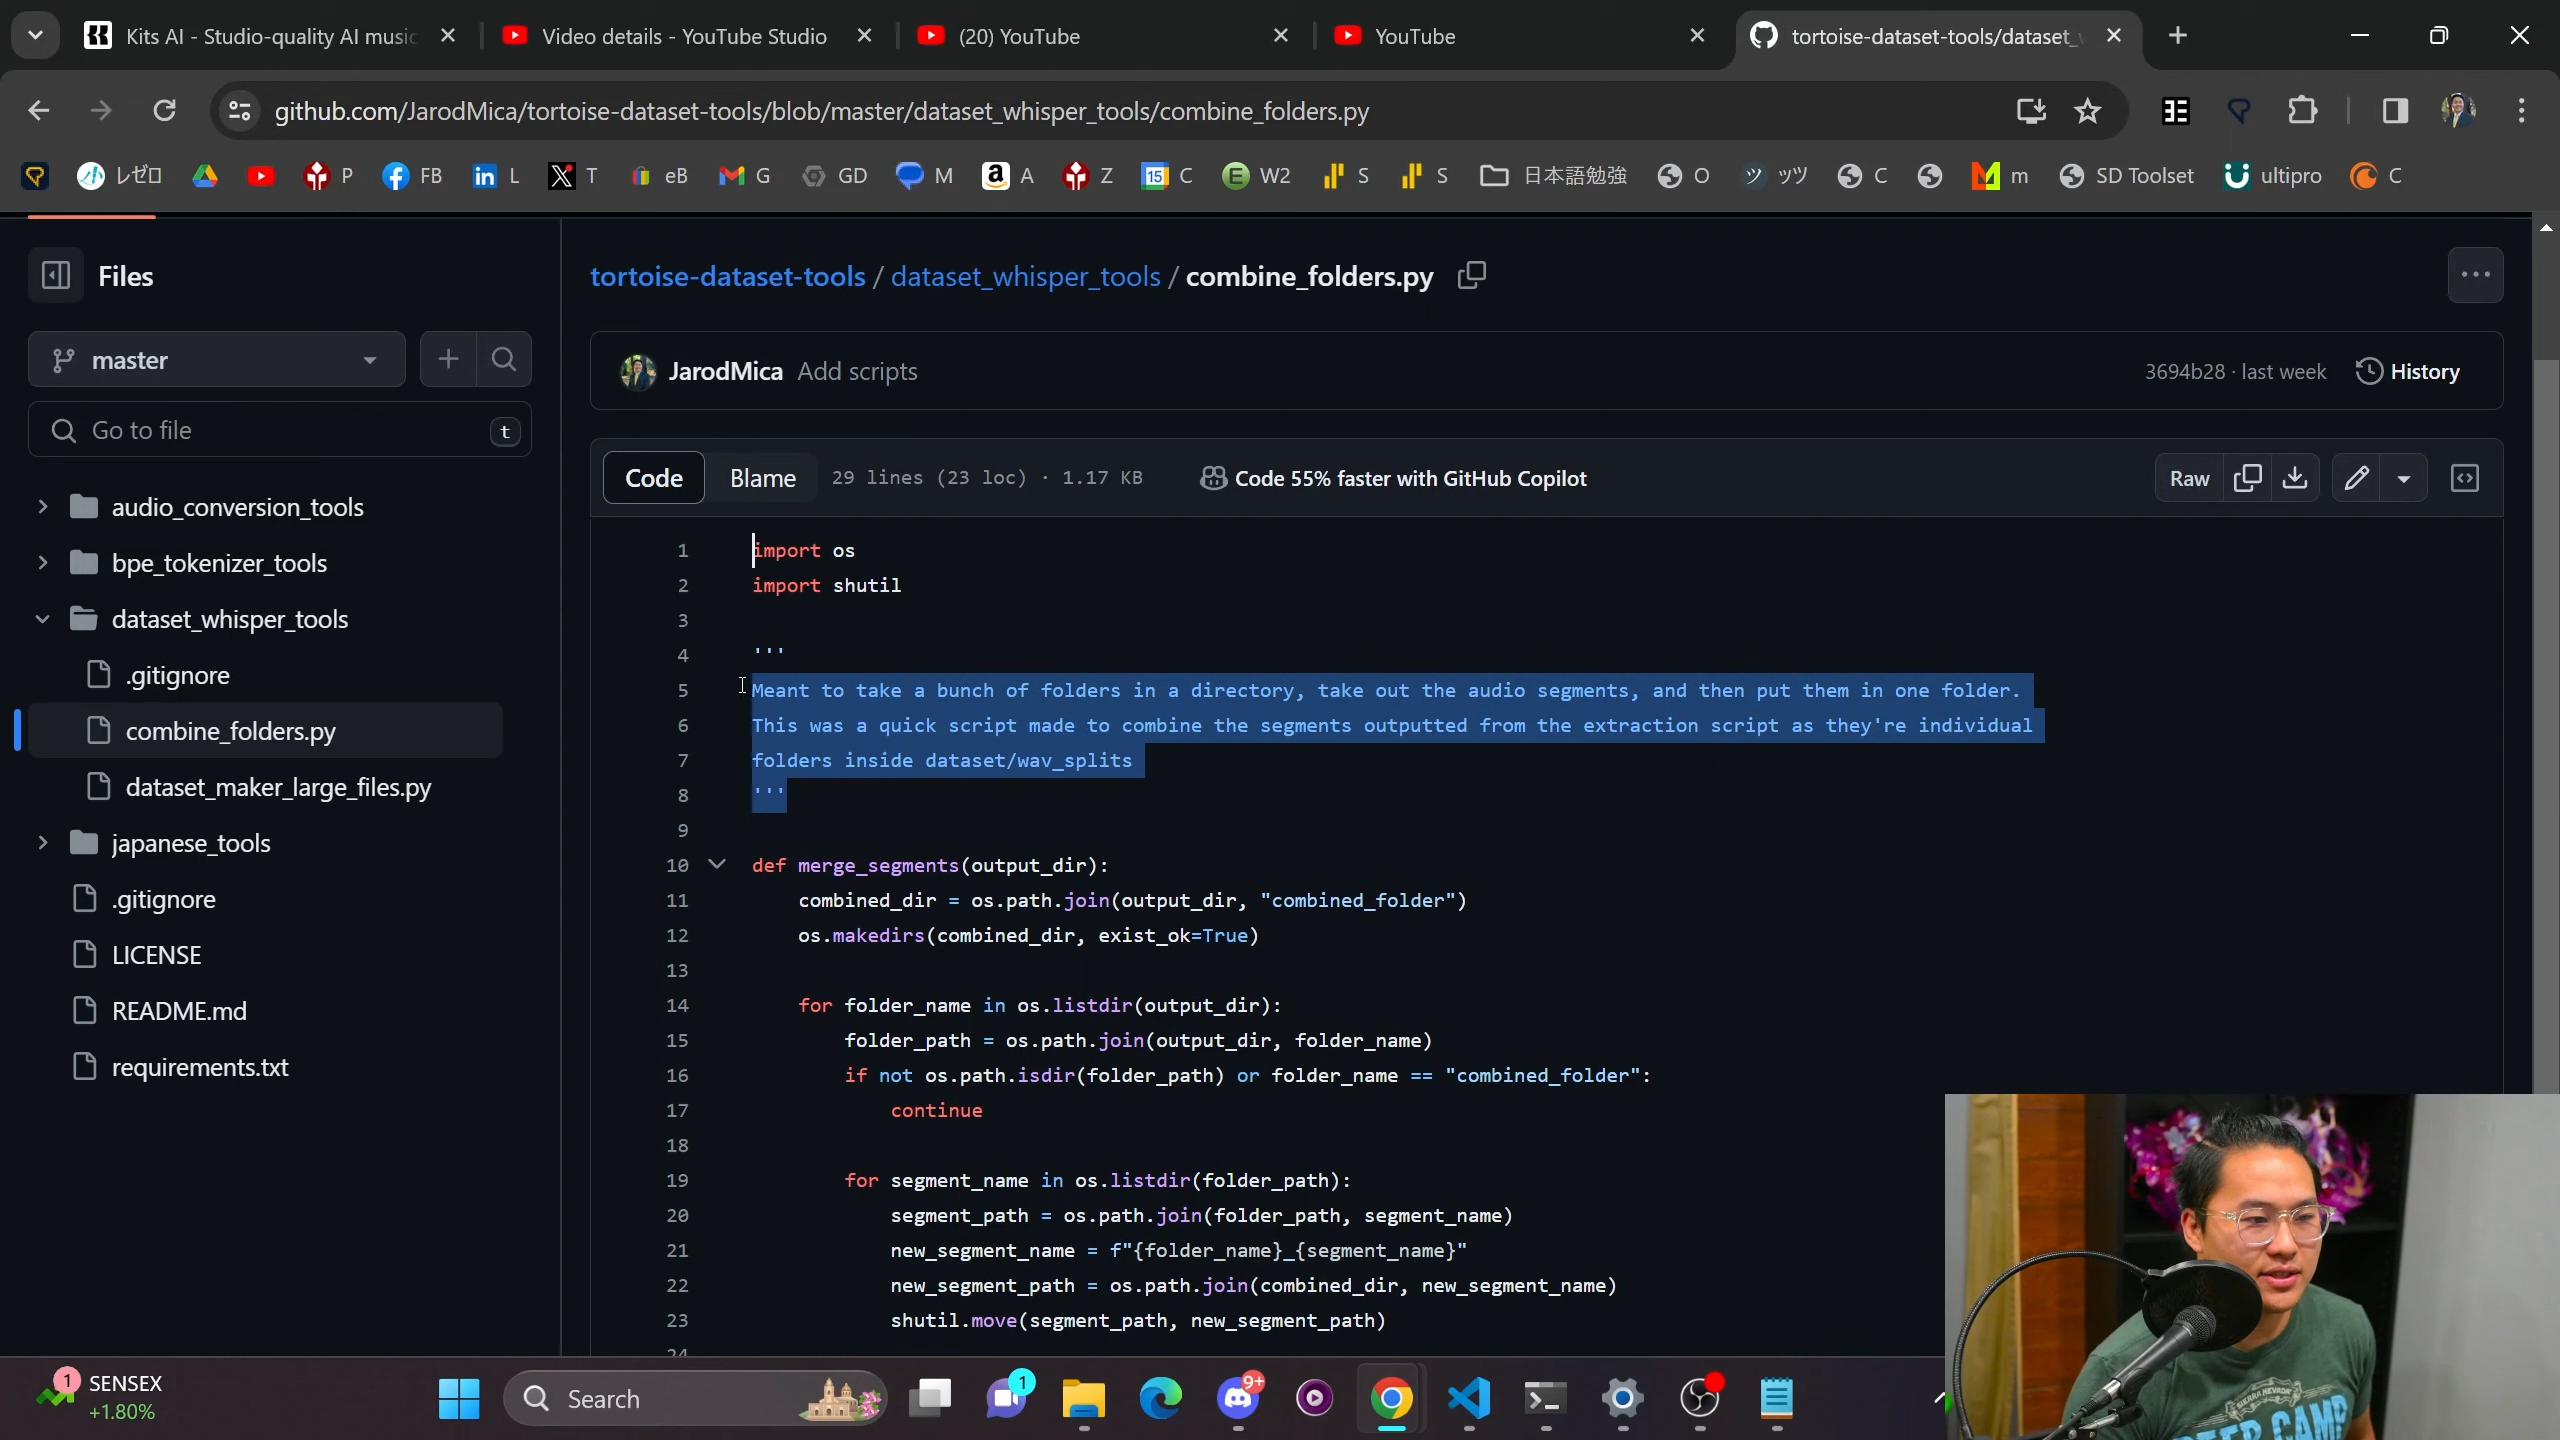 Kits AI - Studio-quality AI music
Video details - YouTube Studio
(20) YouTube
YouTube
tortoise-dataset-tools/dataset_w
github.com/JarodMica/tortoise-dataset-tools/blob/master/dataset_whisper_tools/combine_folders.py
レゼロ
P
FB
L
T
eB
G
GD
M
A
Z
15 C
W2
S
S
日本語勉強
O
ッツ
C
m
SD Toolset
ultipro
C
Files
tortoise-dataset-tools / dataset_whisper_tools / combine_folders.py
master
JarodMica Add scripts
3694b28 · last week
History
Go to file
t
Code
Blame
29 lines (23 loc) · 1.17 KB
Code 55% faster with GitHub Copilot
Raw
audio_conversion_tools
bpe_tokenizer_tools
dataset_whisper_tools
.gitignore
combine_folders.py
dataset_maker_large_files.py
japanese_tools
.gitignore
LICENSE
README.md
requirements.txt
1 import os
2 import shutil
3
4 '''
5 Meant to take a bunch of folders in a directory, take out the audio segments, and then put them in one folder.
6 This was a quick script made to combine the segments outputted from the extraction script as they're individual
7 folders inside dataset/wav_splits
8 '''
9
10 def merge_segments(output_dir):
11 combined_dir = os.path.join(output_dir, "combined_folder")
12 os.makedirs(combined_dir, exist_ok=True)
13
14 for folder_name in os.listdir(output_dir):
15 folder_path = os.path.join(output_dir, folder_name)
16 if not os.path.isdir(folder_path) or folder_name == "combined_folder":
17 continue
18
19 for segment_name in os.listdir(folder_path):
20 segment_path = os.path.join(folder_path, segment_name)
21 new_segment_name = f"{folder_name}_{segment_name}"
22 new_segment_path = os.path.join(combined_dir, new_segment_name)
23 shutil.move(segment_path, new_segment_path)
24
1
SENSEX
+1.80%
Search
1
9+
SIERRA NEVADA
BEER CAMP